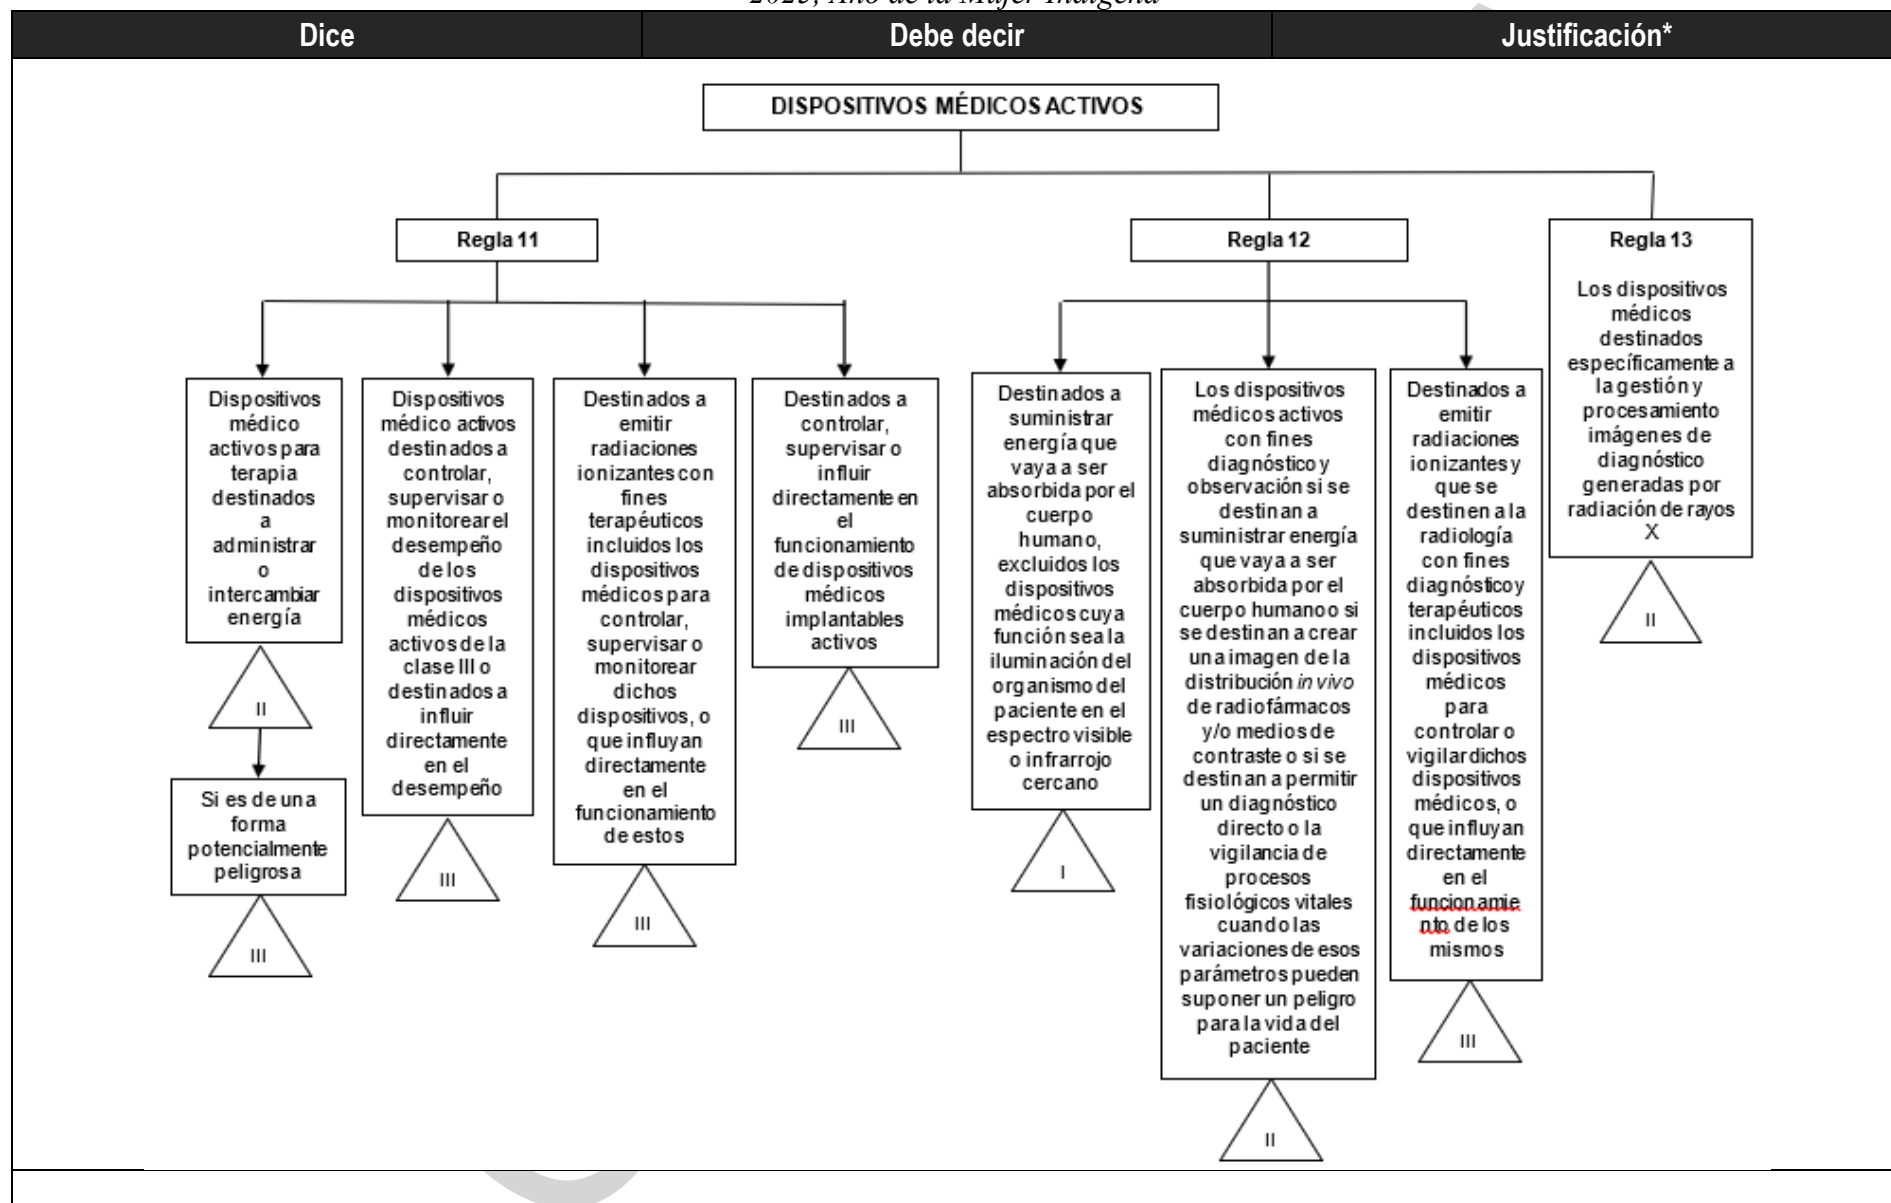 2025, Año de la Mujer Indígena
Dice
Debe decir
Justificación*
DISPOSITIVOS MÉDICOS ACTIVOS
Regla 11
Dispositivos
médico
activos para
terapia
destinados
a
administrar
o
intercambiar
energía
II
Si es de una
forma
potencialmente
peligrosa
III
Dispositivos
médico activos
destinados a
controlar,
supervisar o
monitorear el
desempeño
de los
dispositivos
médicos
activos de la
clase III o
destinados a
influir
directamente
en el
desempeño
III
Destinados a
emitir
radiaciones
ionizantes con
fines
terapéuticos
incluidos los
dispositivos
médicos para
controlar,
supervisar o
monitorear
dichos
dispositivos, o
que influyan
directamente
en el
funcionamiento
de estos
III
Destinados a
controlar,
supervisar o
influir
directamente en
el
funcionamiento
de dispositivos
médicos
implantables
activos
III
Regla 12
Destinados a
suministrar
energía que
vaya a ser
absorbida por el
cuerpo
humano,
excluidos los
dispositivos
médicos cuya
función sea la
iluminación del
organismo del
paciente en el
espectro visible
o infrarrojo
cercano
I
Los dispositivos
médicos activos
con fines
diagnóstico y
observación si se
destinan a
suministrar energía
que vaya a ser
absorbida por el
cuerpo humano o si
se destinan a crear
una imagen de la
distribución in vivo
de radiofármacos
y/o medios de
contraste o si se
destinan a permitir
un diagnóstico
directo o la
vigilancia de
procesos
fisiológicos vitales
cuando las
variaciones de esos
parámetros pueden
suponer un peligro
para la vida del
paciente
II
Destinados a
emitir
radiaciones
ionizantes y
que se
destinen a la
radiología
con fines
diagnóstico y
terapéuticos
incluidos los
dispositivos
médicos
para
controlar o
vigilar dichos
dispositivos
médicos, o
que influyan
directamente
en el
funcionamie
nto de los
mismos
III
Regla 13
Los dispositivos
médicos
destinados
específicamente a
la gestión y
procesamiento
imágenes de
diagnóstico
generadas por
radiación de rayos
X
II